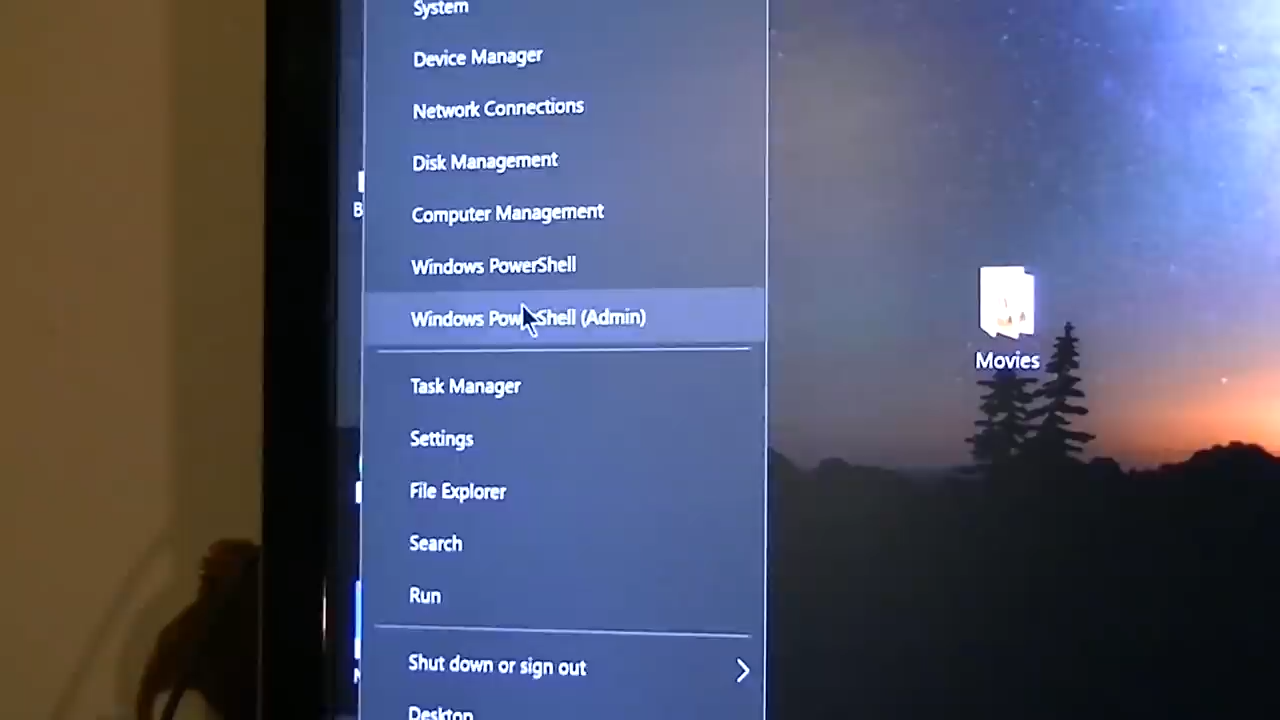 System
Device Manager
Network Connections
Disk Management
Computer Management
Windows PowerShell
Windows PowerShell (Admin)
Movies
Task Manager
Settings
File Explorer
Search
Run
Shut down or sign out
Desktop